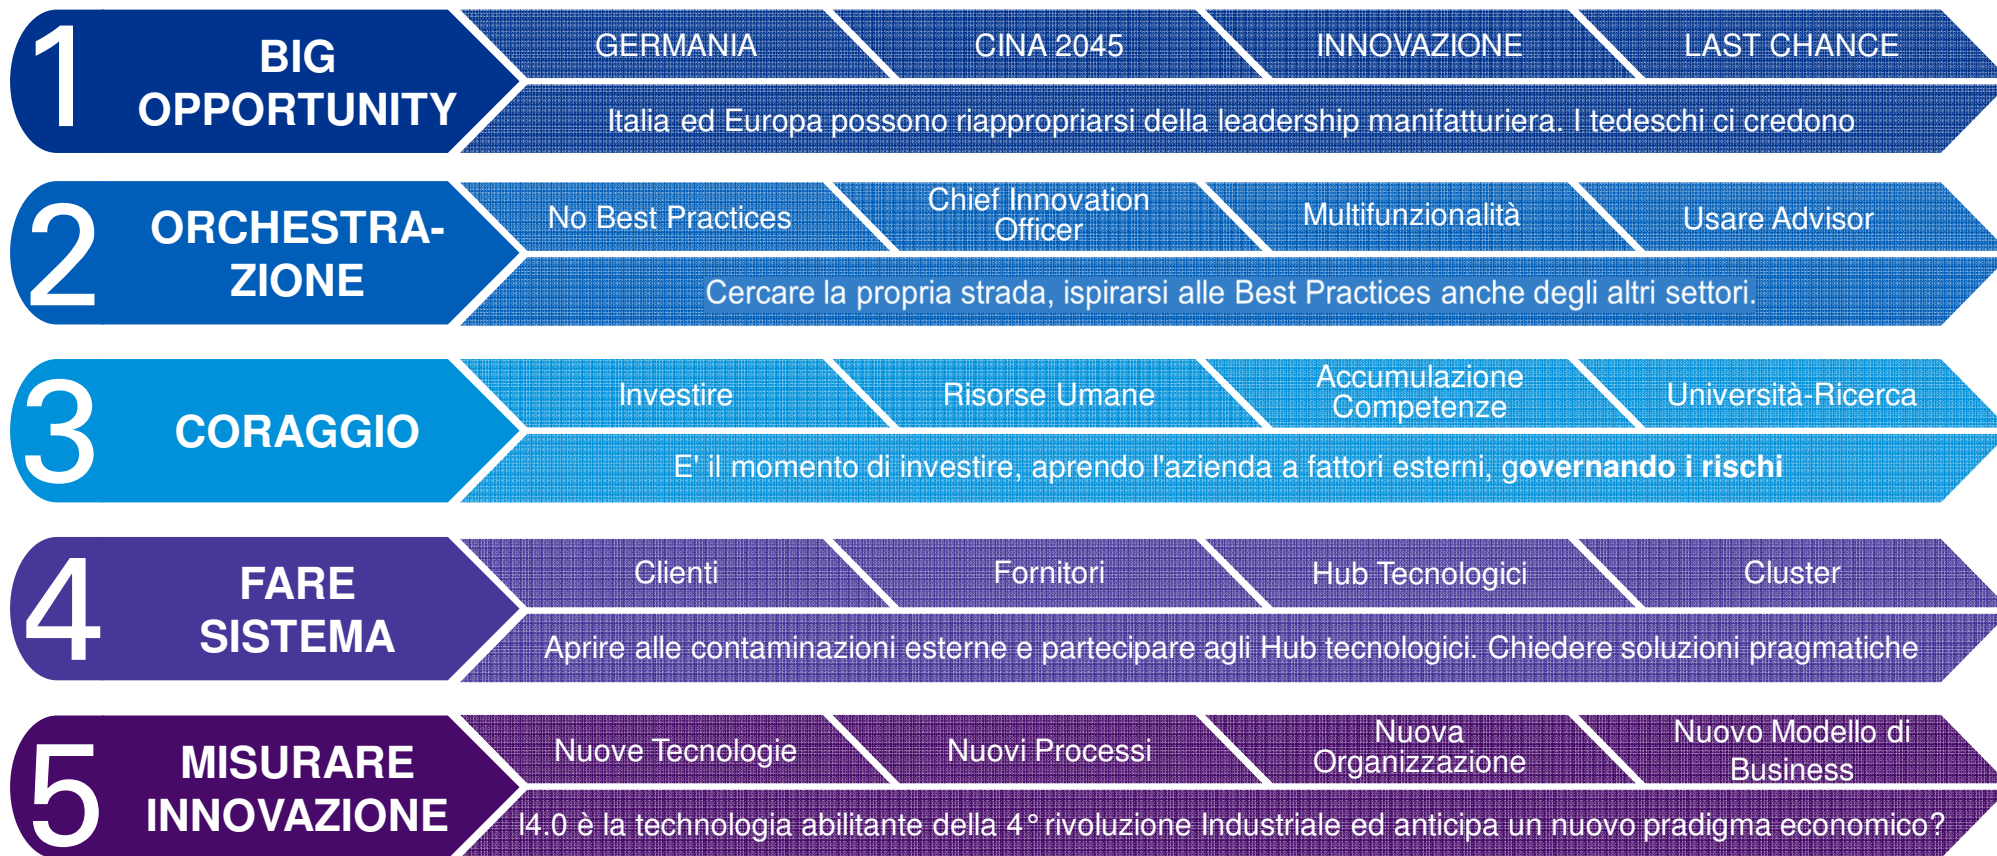 1
BIG
OPPORTUNITY
GERMANIA
CINA 2045
INNOVAZIONE
LAST CHANCE
Italia ed Europa possono riappropriarsi della leadership manifatturiera. I tedeschi ci credono
2
ORCHESTRA-
ZIONE
No Best Practices
Chief Innovation
Officer
Multifunzionalità
Usare Advisor
Cercare la propria strada, ispirarsi alle Best Practices anche degli altri settori.
3
CORAGGIO
Investire
Risorse Umane
Accumulazione
Competenze
Università-Ricerca
E' il momento di investire, aprendo l'azienda a fattori esterni, governando i rischi
4
FARE
SISTEMA
Clienti
Fornitori
Hub Tecnologici
Cluster
Aprire alle contaminazioni esterne e partecipare agli Hub tecnologici. Chiedere soluzioni pragmatiche
5
MISURARE
INNOVAZIONE
Nuove Tecnologie
Nuovi Processi
Nuova
Organizzazione
Nuovo Modello di
Business
I4.0 è la technologia abilitante della 4° rivoluzione Industriale ed anticipa un nuovo pradigma economico?